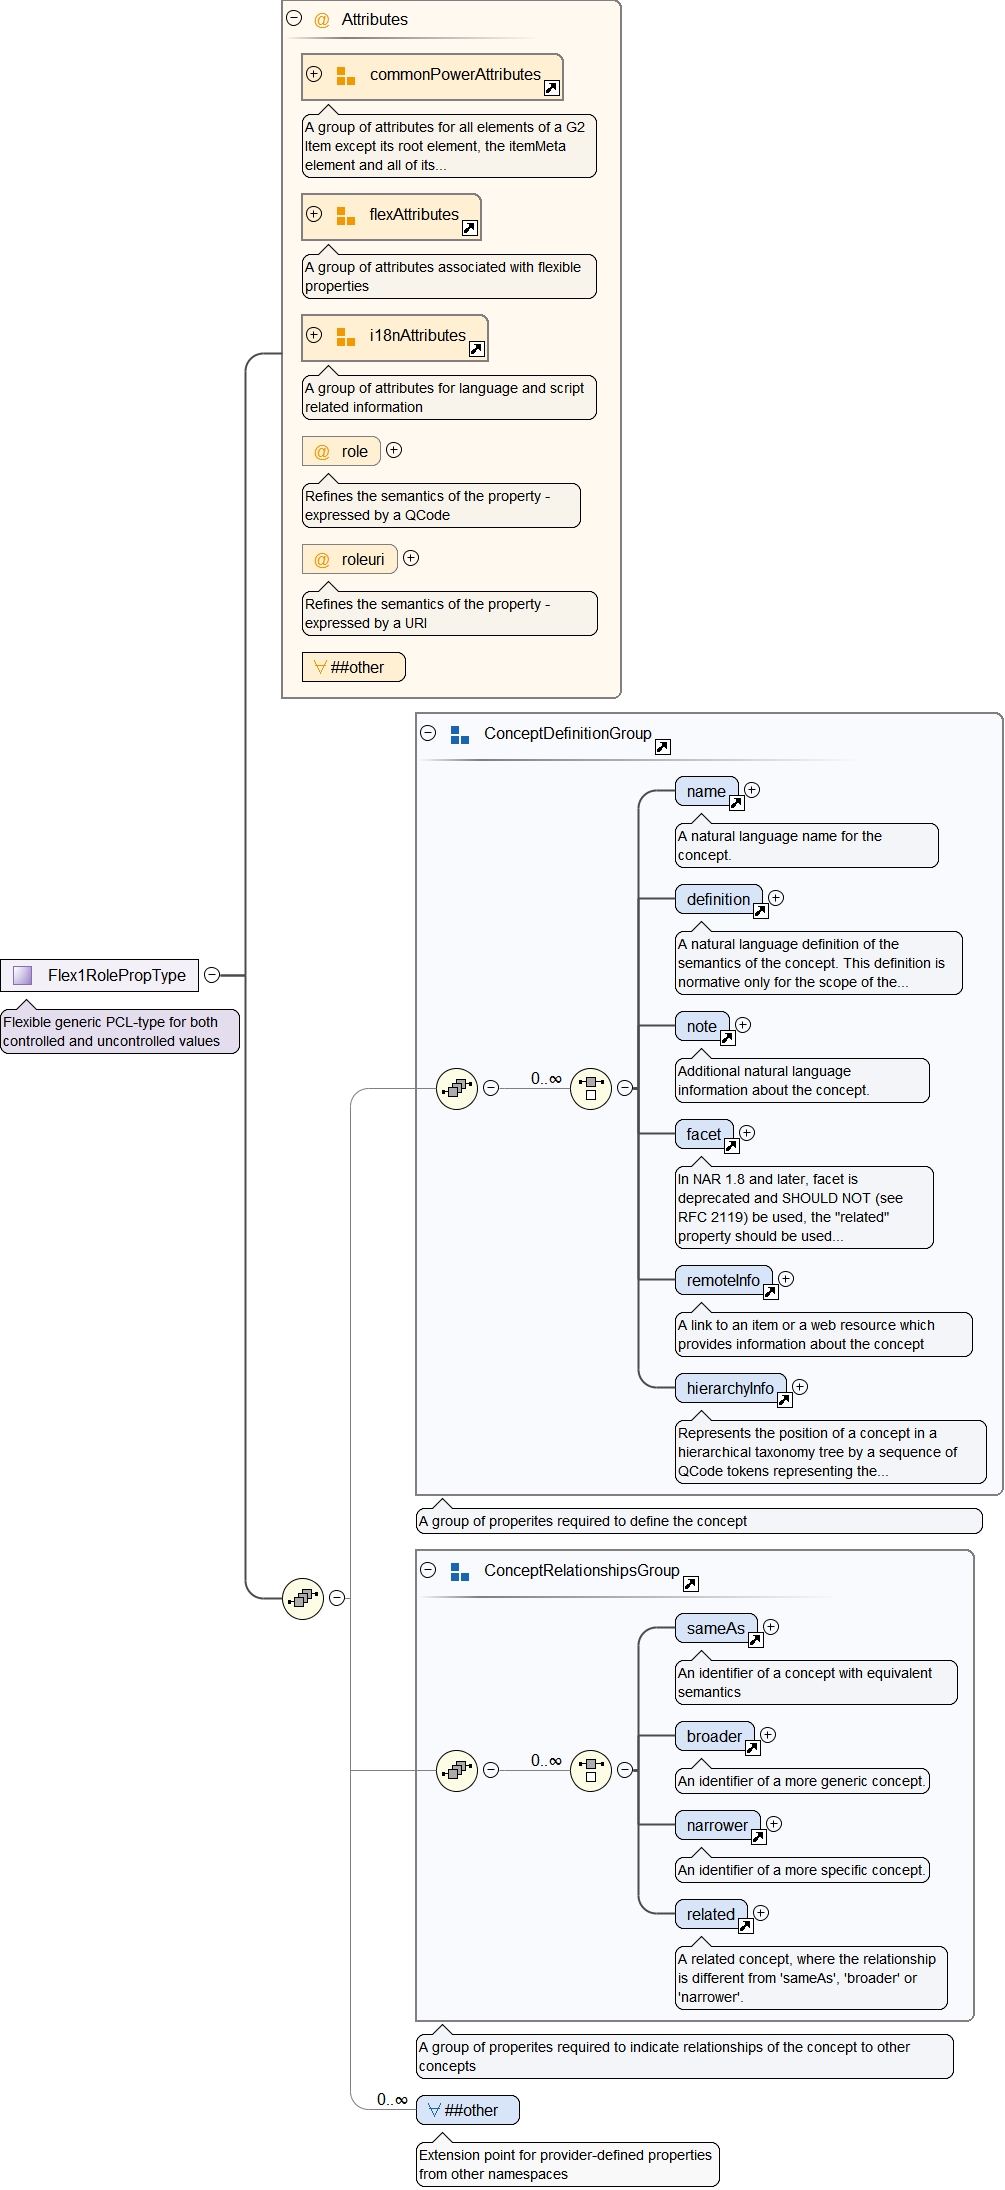 Attributes
commonPowerAttributes
A group of attributes for all elements of a G2
Item except its root element, the itemMeta
element and all of its...
flexAttributes
A group of attributes associated with flexible
properties
i18nAttributes
A group of attributes for language and script
related information
@ role
Refines the semantics of the property -
expressed by a QCode
@ roleuri
Refines the semantics of the property -
expressed by a URI
##other
ConceptDefinitionGroup
name
A natural language name for the
concept.
definition
A natural language definition of the
semantics of the concept. This definition is
normative only for the scope of the...
Flex1RolePropType
Flexible generic PCL-type for both
controlled and uncontrolled values
note
Additional natural language
information about the concept.
0..∞
facet
In NAR 1.8 and later, facet is
deprecated and SHOULD NOT (see
RFC 2119) be used, the "related"
property should be used...
remoteInfo
A link to an item or a web resource which
provides information about the concept
hierarchyInfo
Represents the position of a concept in a
hierarchical taxonomy tree by a sequence of
QCode tokens representing the...
A group of properites required to define the concept
ConceptRelationshipsGroup
sameAs
An identifier of a concept with equivalent
semantics
broader
An identifier of a more generic concept.
0..∞
narrower
An identifier of a more specific concept.
related
A related concept, where the relationship
is different from 'sameAs', 'broader' or
'narrower'.
A group of properites required to indicate relationships of the concept to other
concepts
0..∞
##other
Extension point for provider-defined properties
from other namespaces